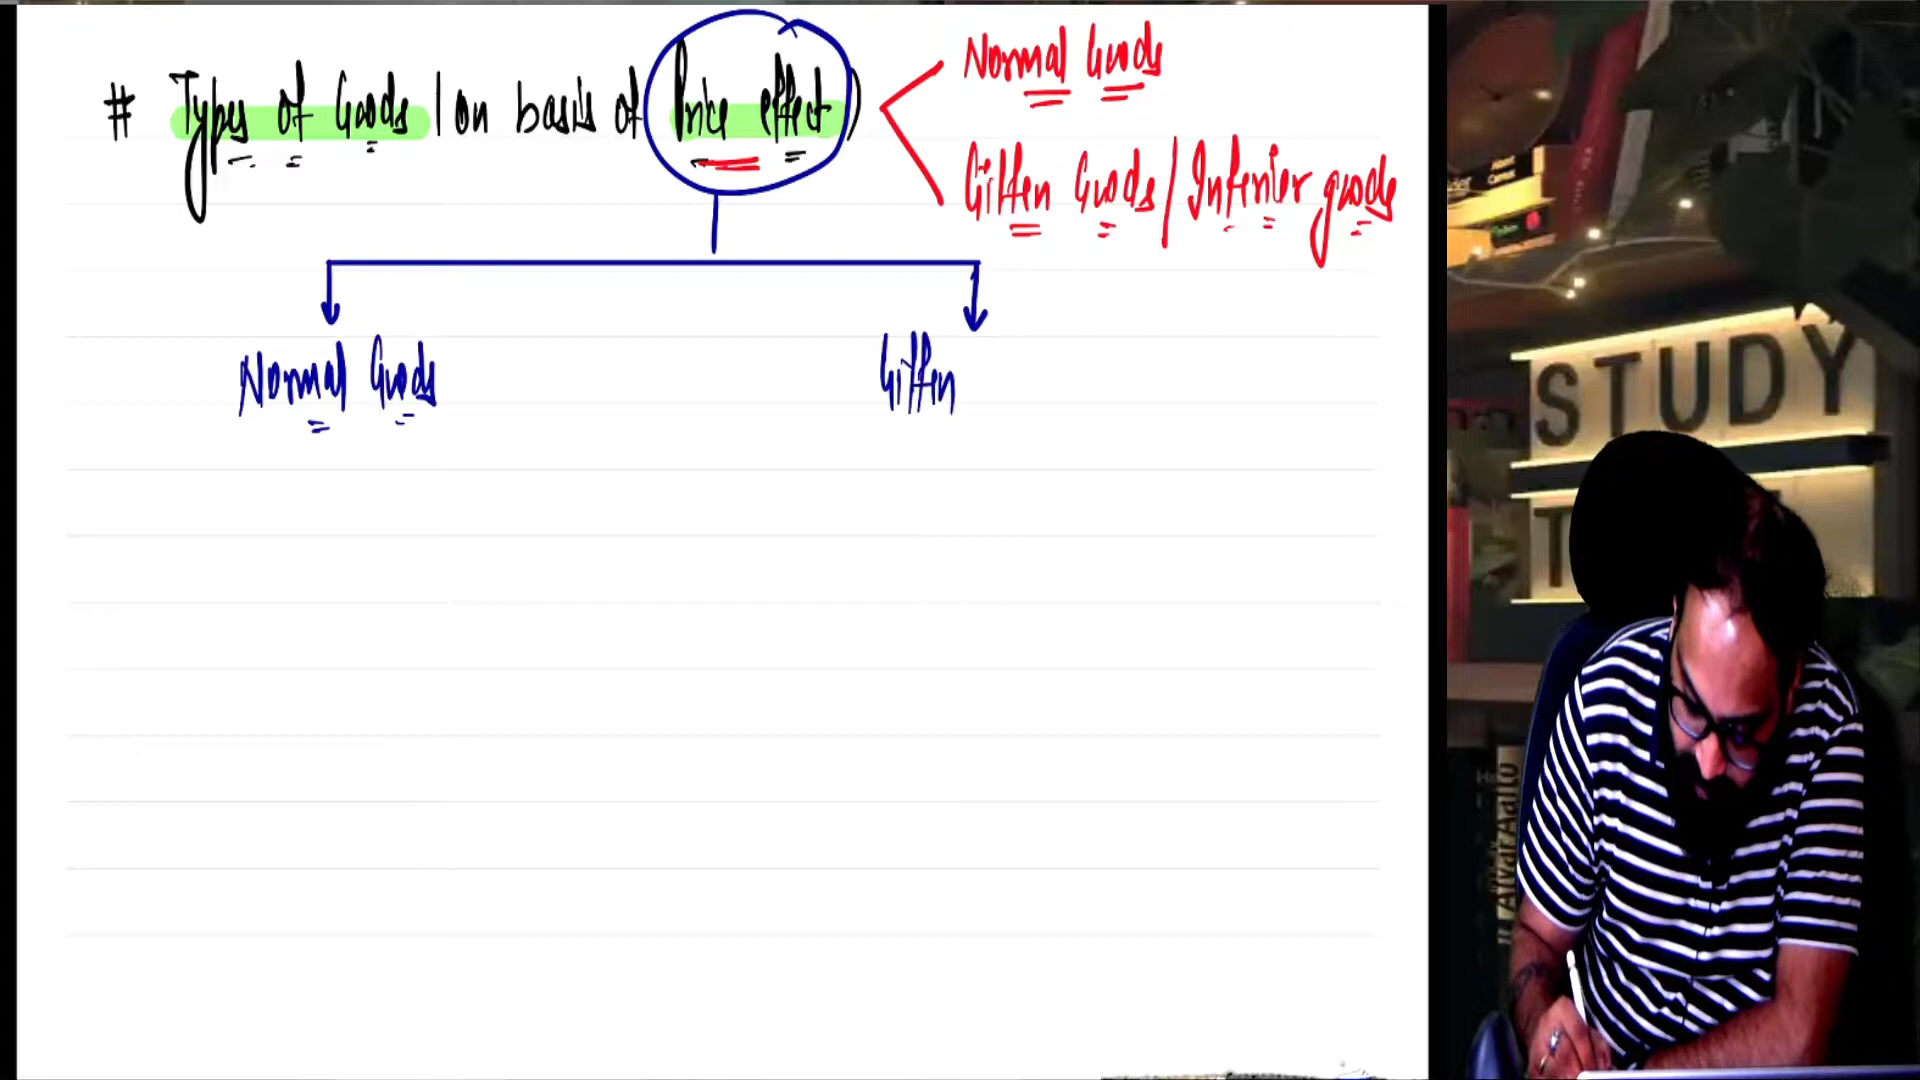 Normal Goods
# Types of Goods (on basis of Price effect)
Giffen Goods/Inferior goods
Normal Goods
Giffen
STUDY